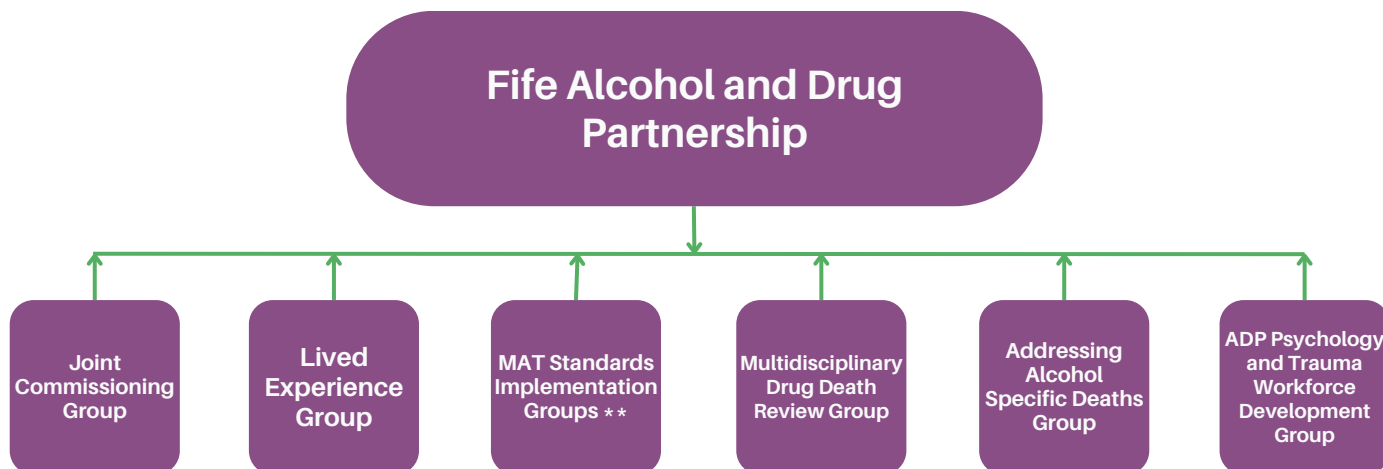 Fife Alcohol and Drug
Partnership
Joint
Commissioning
Group
Lived
Experience
Group
MAT Standards
Implementation
Groups **
Multidisciplinary
Drug Death
Review Group
Addressing
Alcohol
Specific Deaths
Group
ADP Psychology
and Trauma
Workforce
Development
Group